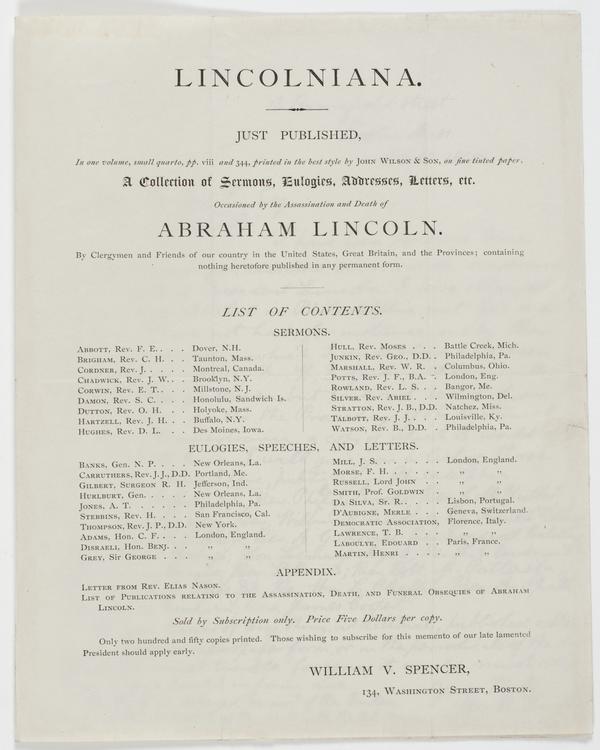 LINCOLNIANA.
JUST PUBLISHED,
In one volume, small quarto, pp. viii and 344, printed in the best style by JOHN WILSON & SON, on fine tinted paper.
A Collection of Sermons, Eulogies, Addresses, Letters, etc.
Occasioned by the Assassination and Death of
ABRAHAM LINCOLN.
By Clergymen and Friends of our country in the United States, Great Britain, and the Provinces; containing
nothing heretofore published in any permanent form.
LIST OF CONTENTS.
SERMONS.
ABBOTT, REV. F. E. . . . Dover, N.H.
BRIGHAM, REV. C. H. . . Taunton, Mass.
CORDNER, REV. J. . . . . Montreal, Canada.
CHADWICK, REV. J. W. . . Brooklyn, N.Y.
CORWIN, REV. E. T. . . . Millstone, N.J.
DAMON, REV. S. C. . . . Honolulu, Sandwich Is.
DUTTON, REV. O. H. . . Holyoke, Mass.
HARTZELL, REV. J. H. . . Buffalo, N.Y.
HUGHES, REV. D. L. . . Des Moines, Iowa.
HULL, REV. MOSES . . . Battle Creek, Mich.
JUNKIN, REV. GEO., D.D. . Philadelphia, Pa.
MARSHALL, REV. W. R. . Columbus, Ohio.
POTTS, REV. J. F., B.A. . London, Eng.
ROWLAND, REV. L. S. . . Bangor, Me.
SILVER, REV. ABIEL . . . Wilmington, Del.
STRATTON, REV. J. B., D.D. Natchez, Miss.
TALBOTT, REV. J. J. . . . Louisville, Ky.
WATSON, REV. B., D.D. . Philadelphia, Pa.
EULOGIES, SPEECHES, AND LETTERS.
BANKS, GEN. N. P. . . . New Orleans, La.
CARRUTHERS, REV. J. J., D.D. Portland, Me.
GILBERT, SURGEON R. H. Jefferson, Ind.
HURLBURT, GEN. . . . . New Orleans, La.
JONES, A. T. . . . . . Philadelphia, Pa.
STEBBINS, REV. H. . . . San Francisco, Cal.
THOMPSON, REV. J. P., D.D. New York.
ADAMS, HON. C. F. . . . London, England.
DISRAELI, HON. BENJ. . . „ „
GREY, SIR GEORGE . . . „ „
MILL, J. S. . . . . . . London, England.
MORSE, F. H. . . . . . „ „
RUSSELL, LORD JOHN . . „ „
SMITH, PROF. GOLDWIN . „ „
DA SILVA, SR. R. . . . . Lisbon, Portugal.
D'AUBIGNE, MERLE . . . Geneva, Switzerland.
DEMOCRATIC ASSOCIATION, Florence, Italy.
LAWRENCE, T. B. . . . „ „
LABOULYE, EDOUARD . . Paris, France.
MARTIN, HENRI . . . . „ „
APPENDIX.
LETTER FROM REV. ELIAS NASON.
LIST OF PUBLICATIONS RELATING TO THE ASSASSINATION, DEATH, AND FUNERAL OBSEQUIES OF ABRAHAM
LINCOLN.
Sold by Subscription only. Price Five Dollars per copy.
Only two hundred and fifty copies printed. Those wishing to subscribe for this memento of our late lamented
President should apply early.
WILLIAM V. SPENCER,
134, WASHINGTON STREET, BOSTON.